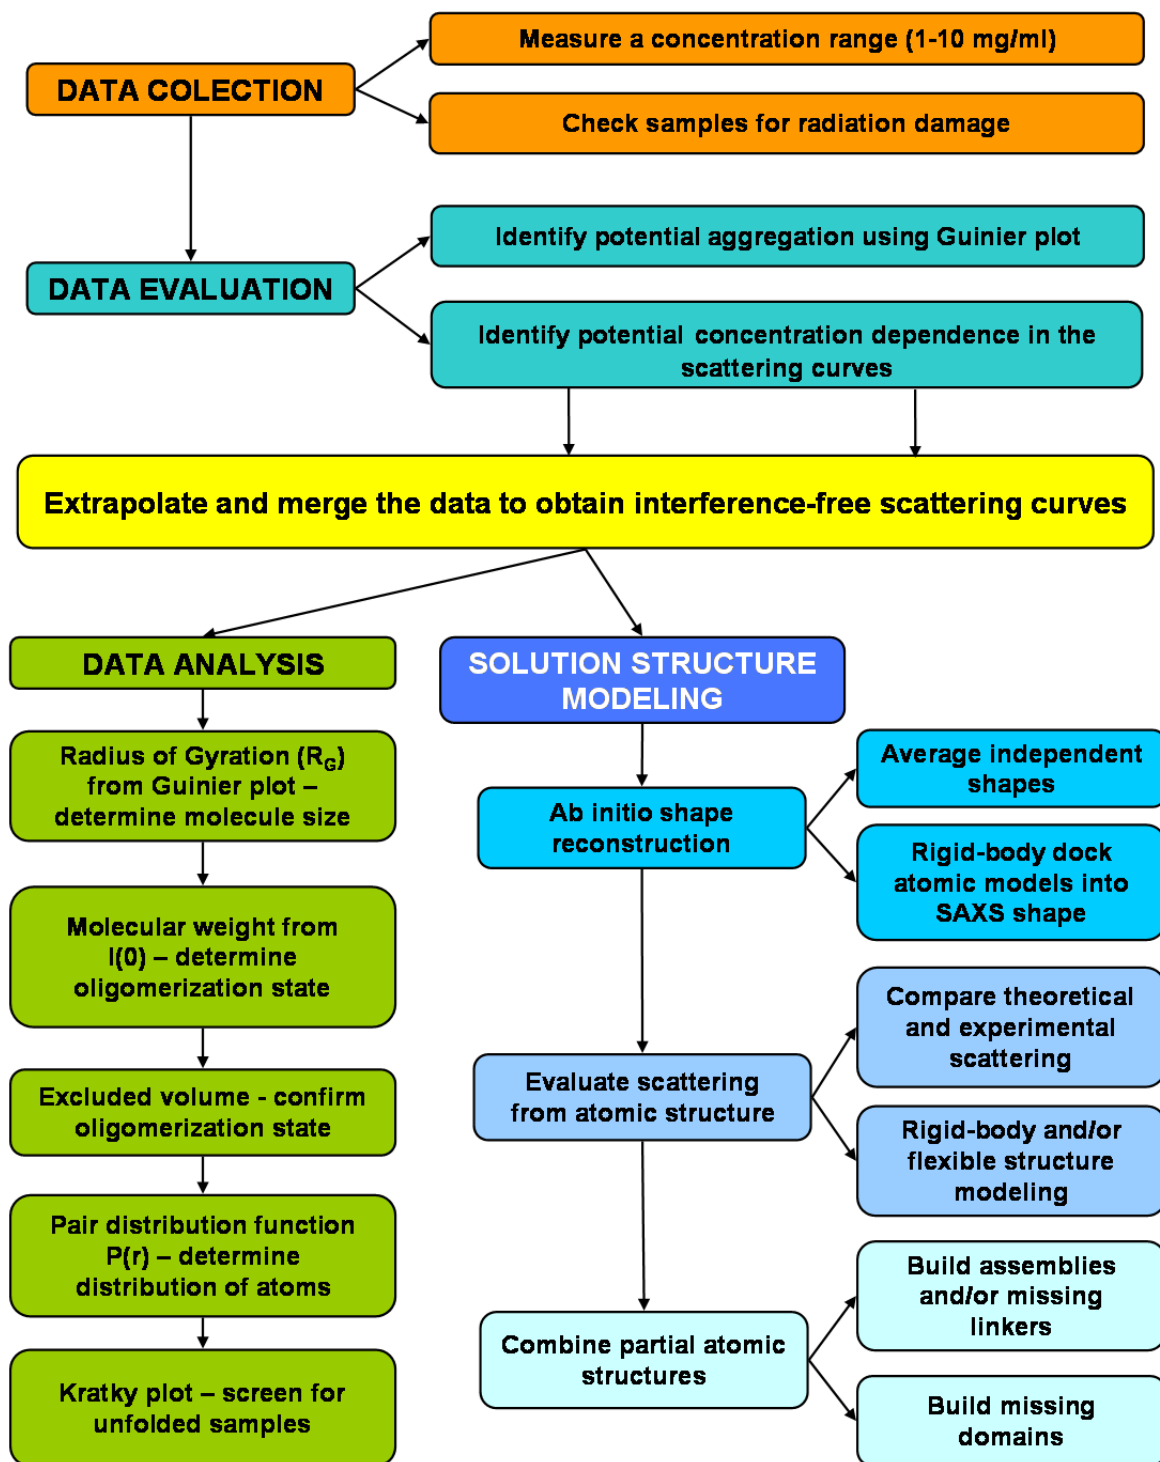 Measure a concentration range (1-10 mg/ml)
DATA COLECTION
Check samples for radiation damage
Identify potential aggregation using Guinier plot
DATA EVALUATION
Identify potential concentration dependence in the
scattering curves
Extrapolate and merge the data to obtain interference-free scattering curves
DATA ANALYSIS
Radius of Gyration (RG)
from Guinier plot –
determine molecule size
Molecular weight from
I(0) – determine
oligomerization state
Excluded volume - confirm
oligomerization state
Pair distribution function
P(r) – determine
distribution of atoms
Kratky plot – screen for
unfolded samples
SOLUTION STRUCTURE
MODELING
Ab initio shape
reconstruction
Average independent
shapes
Rigid-body dock
atomic models into
SAXS shape
Evaluate scattering
from atomic structure
Compare theoretical
and experimental
scattering
Rigid-body and/or
flexible structure
modeling
Combine partial atomic
structures
Build assemblies
and/or missing
linkers
Build missing
domains